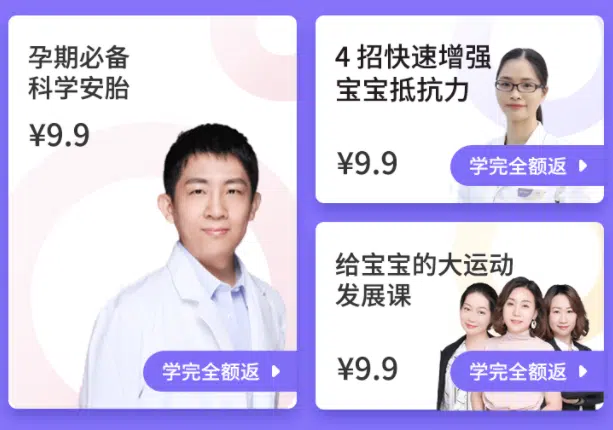 孕期必备
科学安胎
¥9.9
学完全额返
4 招快速增强
宝宝抵抗力
¥9.9
学完全额返
给宝宝的大运动
发展课
¥9.9
学完全额返